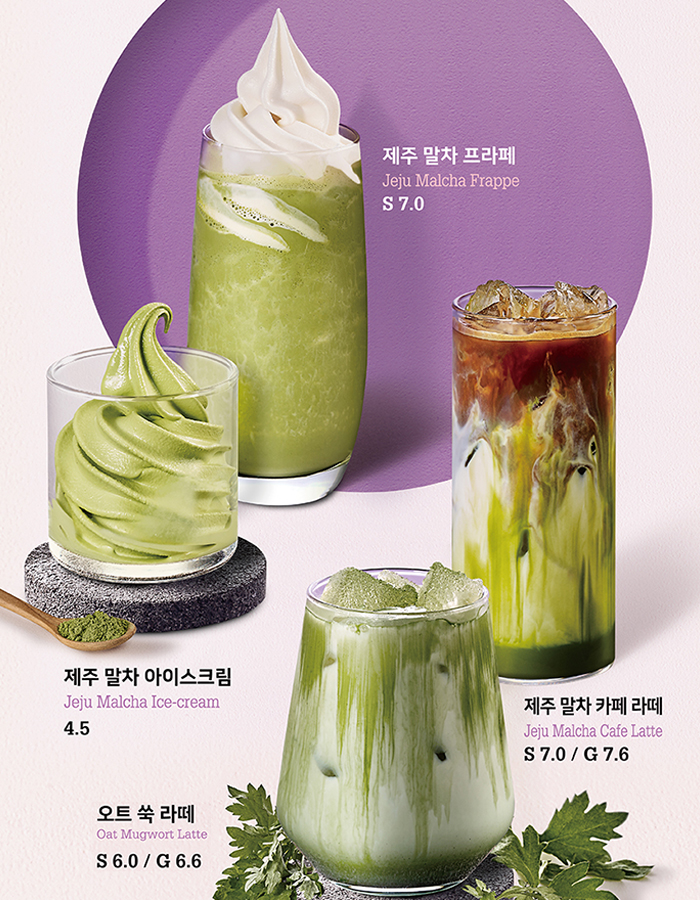 제주 말차 프라페
Jeju Malcha Frappe
S 7.0
제주 말차 아이스크림
Jeju Malcha Ice-cream
4.5
제주 말차 카페 라떼
Jeju Malcha Cafe Latte
S 7.0 / G 7.6
오트 쑥 라떼
Oat Mugwort Latte
S 6.0 / G 6.6